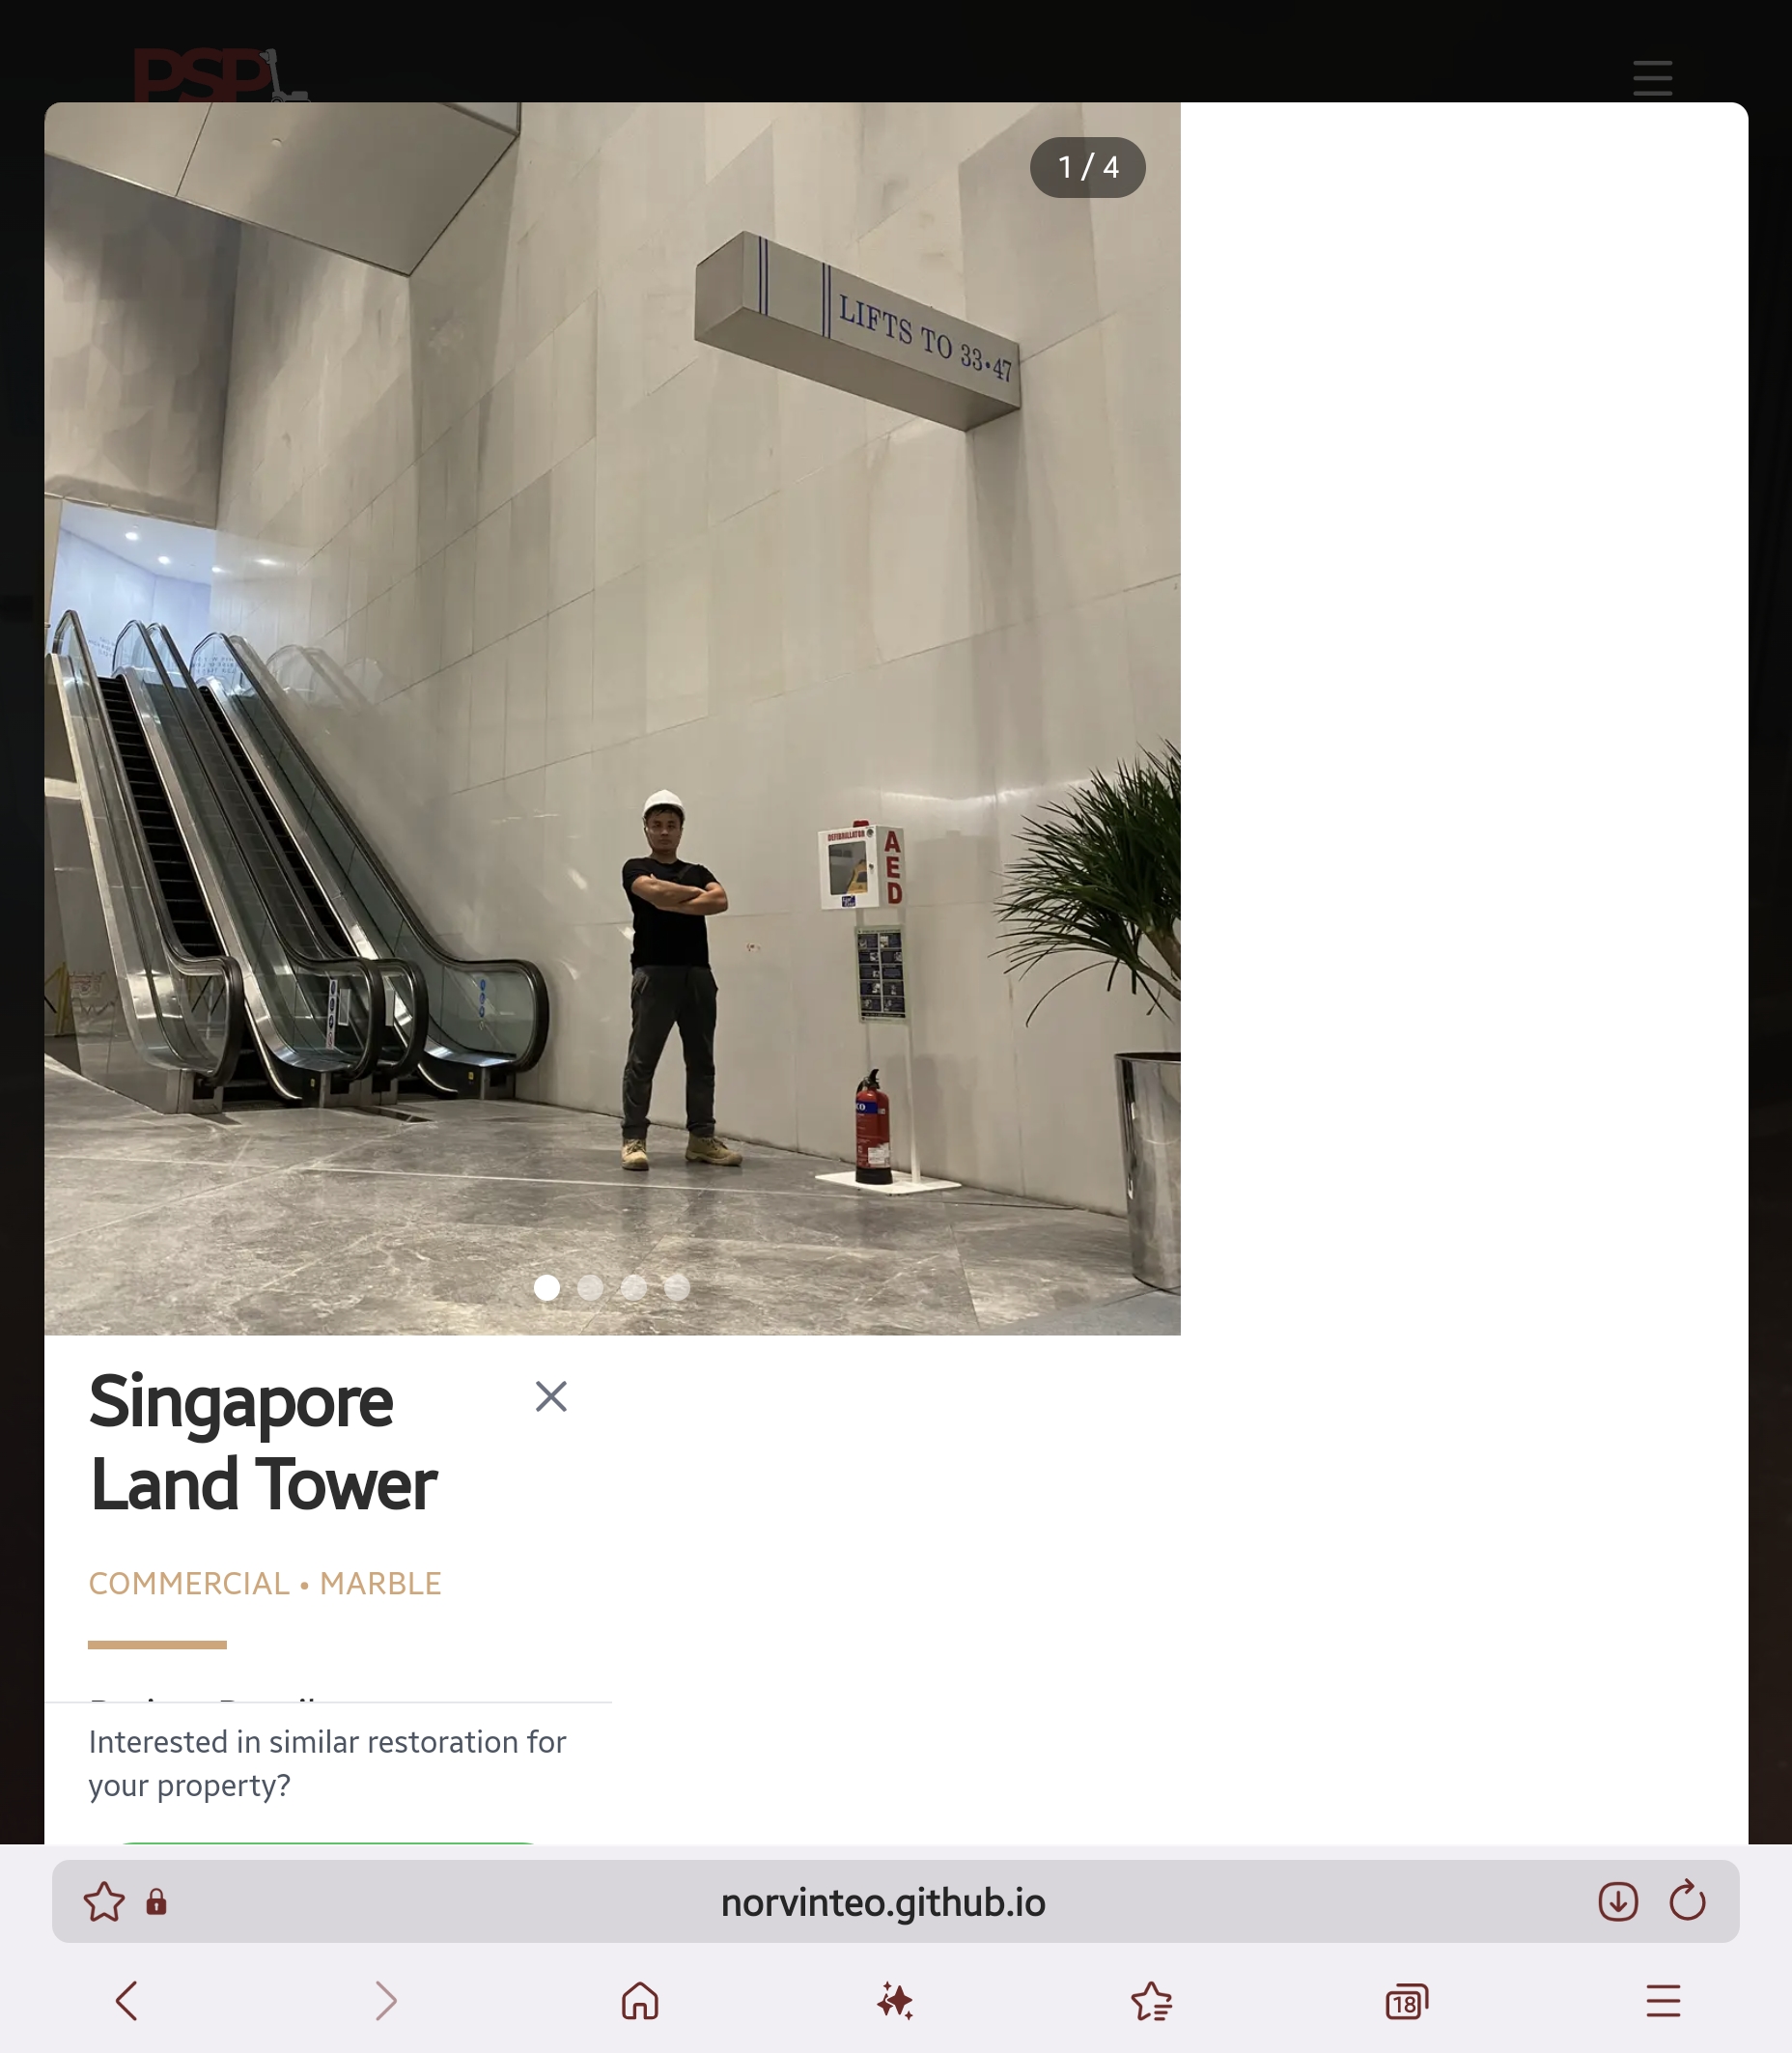 PSP
1 / 4
LIFTS TO 33•47
DEFIBRILLATOR
AED
Singapore
Land Tower
COMMERCIAL • MARBLE
Interested in similar restoration for
your property?
norvinteo.github.io
18